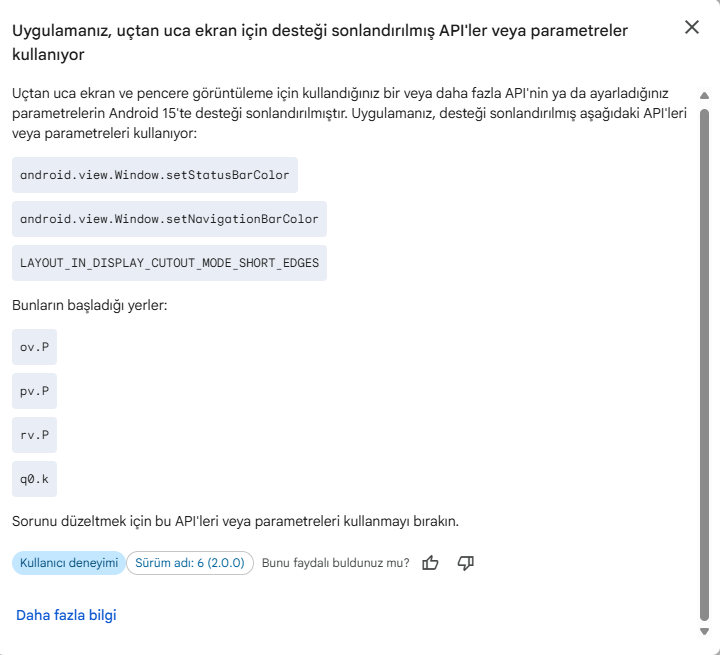 Uygulamanız, uçtan uca ekran için desteği sonlandırılmış API'ler veya parametreler
kullanıyor
Uçtan uca ekran ve pencere görüntüleme için kullandığınız bir veya daha fazla API'nin ya da ayarladığınız
parametrelerin Android 15'te desteği sonlandırılmıştır. Uygulamanız, desteği sonlandırılmış aşağıdaki API'leri
veya parametreleri kullanıyor:
android.view.Window.setStatusBarColor
android.view.Window.setNavigationBarColor
LAYOUT_IN_DISPLAY_CUTOUT_MODE_SHORT_EDGES
Bunların başladığı yerler:
ov.P
pv.P
rv.P
q0.k
Sorunu düzeltmek için bu API'leri veya parametreleri kullanmayı bırakın.
Kullanıcı deneyimi Sürüm adı: 6 (2.0.0) Bunu faydalı buldunuz mu?
Daha fazla bilgi